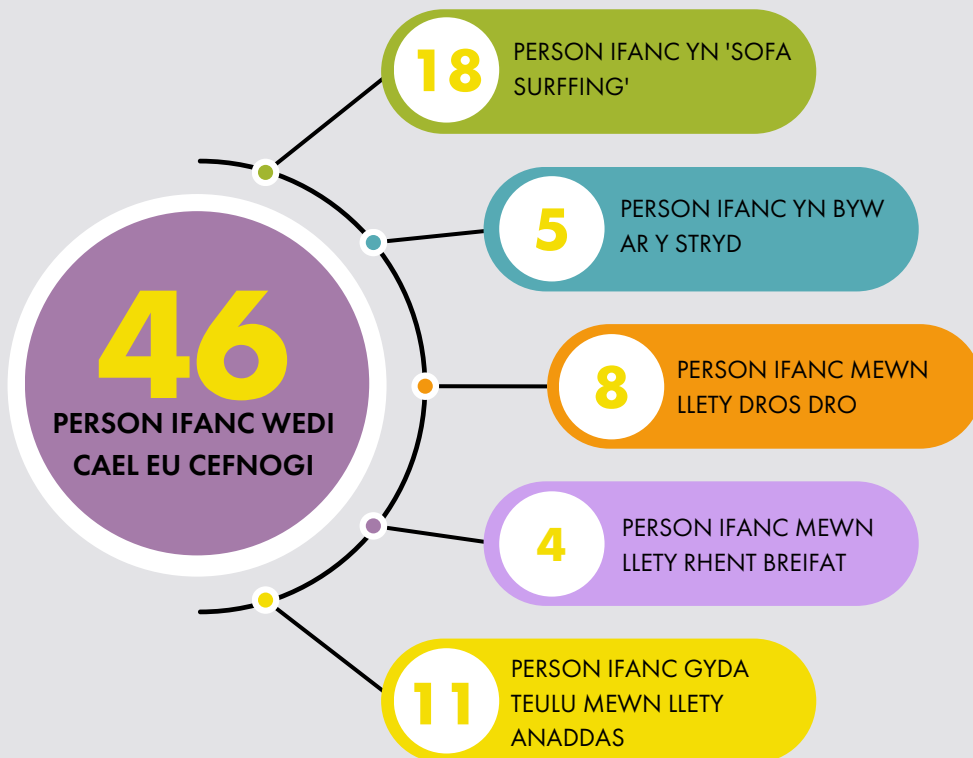 18
PERSON IFANC YN 'SOFA
SURFFING'
5
PERSON IFANC YN BYW
AR Y STRYD
46
PERSON IFANC WEDI
CAEL EU CEFNOGI
8
PERSON IFANC MEWN
LLETY DROS DRO
4
PERSON IFANC MEWN
LLETY RHENT BREIFAT
11
PERSON IFANC GYDA
TEULU MEWN LLETY
ANADDAS